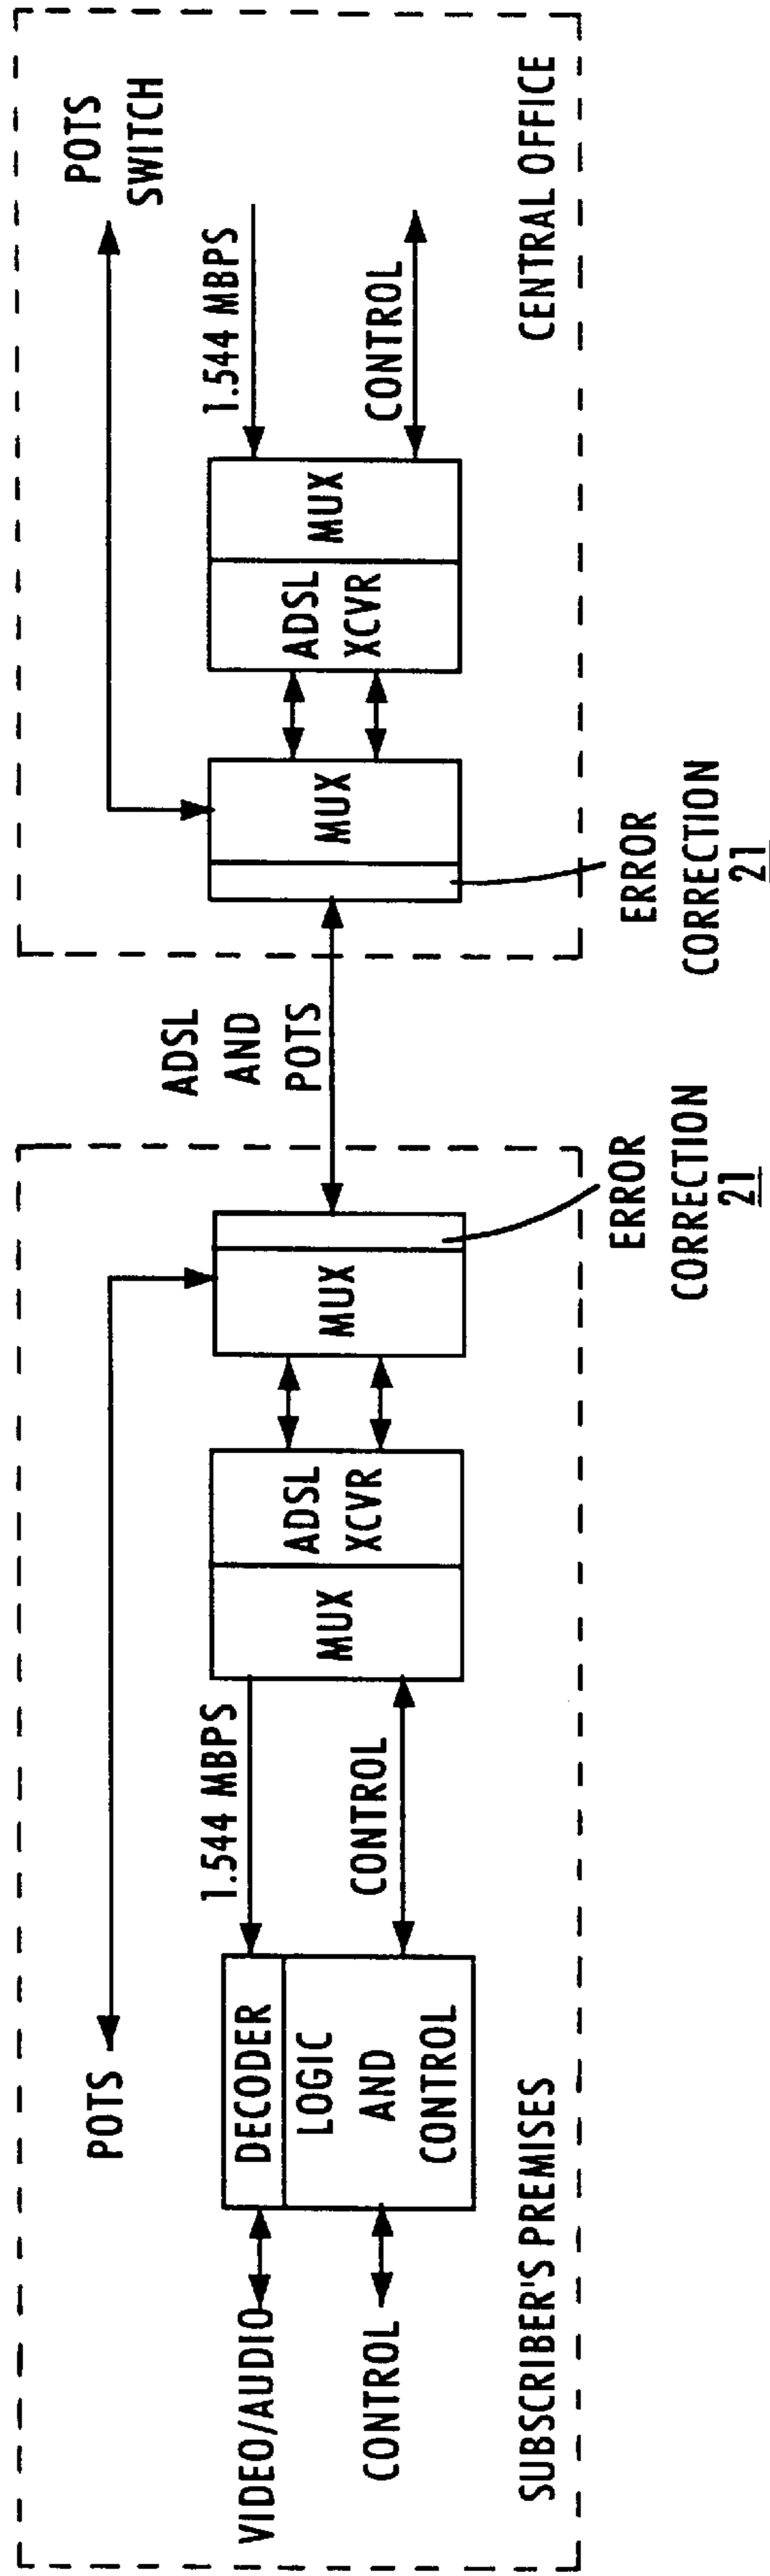 POTS
VIDEO/AUDIO
CONTROL
DECODER
LOGIC
AND
CONTROL
1.544 MBPS
CONTROL
MUX
ADSL
XCVR
MUX
SUBSCRIBER'S PREMISES
ERROR
CORRECTION
21
ADSL
AND
POTS
MUX
ADSL
XCVR
MUX
1.544 MBPS
CONTROL
POTS
SWITCH
CENTRAL OFFICE
ERROR
CORRECTION
21